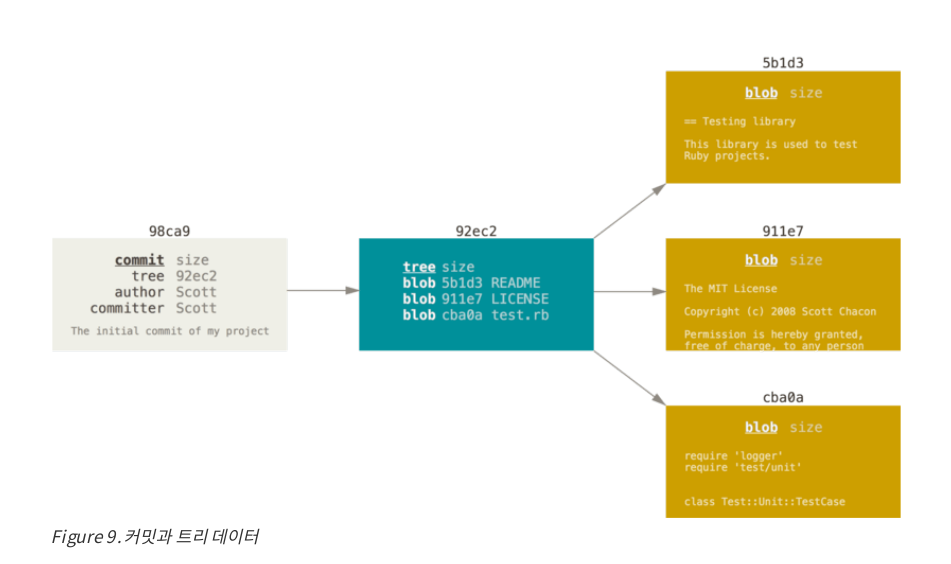 98ca9
commit size
tree 92ec2
author Scott
committer Scott
The initial commit of my project
92ec2
tree size
blob 5b1d3 README
blob 911e7 LICENSE
blob cba0a test.rb
5b1d3
blob size
== Testing library
This library is used to test
Ruby projects.
911e7
blob size
The MIT License
Copyright (c) 2008 Scott Chacon
Permission is hereby granted,
free of charge, to any person
cba0a
blob size
require 'logger'
require 'test/unit'
class Test::Unit::TestCase
Figure 9. 커밋과 트리 데이터